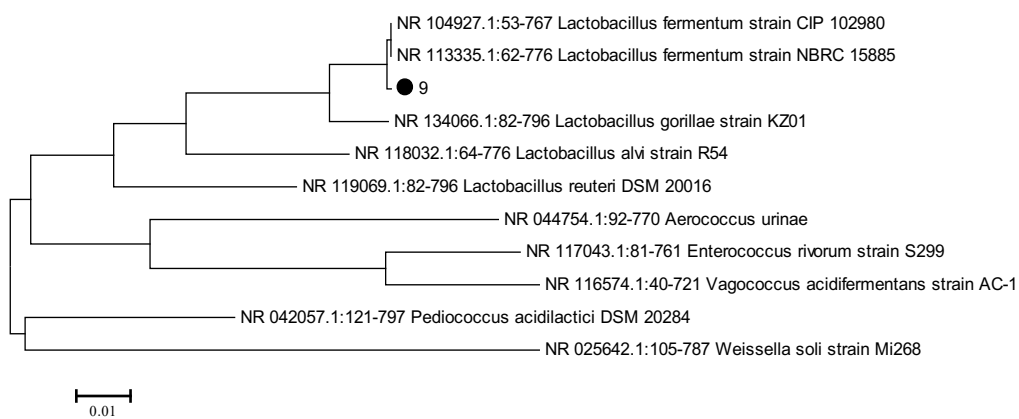 NR 104927.1:53-767 Lactobacillus fermentum strain CIP 102980
NR 113335.1:62-776 Lactobacillus fermentum strain NBRC 15885
9
NR 134066.1:82-796 Lactobacillus gorillae strain KZ01
NR 118032.1:64-776 Lactobacillus alvi strain R54
NR 119069.1:82-796 Lactobacillus reuteri DSM 20016
NR 044754.1:92-770 Aerococcus urinae
NR 117043.1:81-761 Enterococcus rivorum strain S299
NR 116574.1:40-721 Vagococcus acidifermentans strain AC-1
NR 042057.1:121-797 Pediococcus acidilactici DSM 20284
NR 025642.1:105-787 Weissella soli strain Mi268
0.01